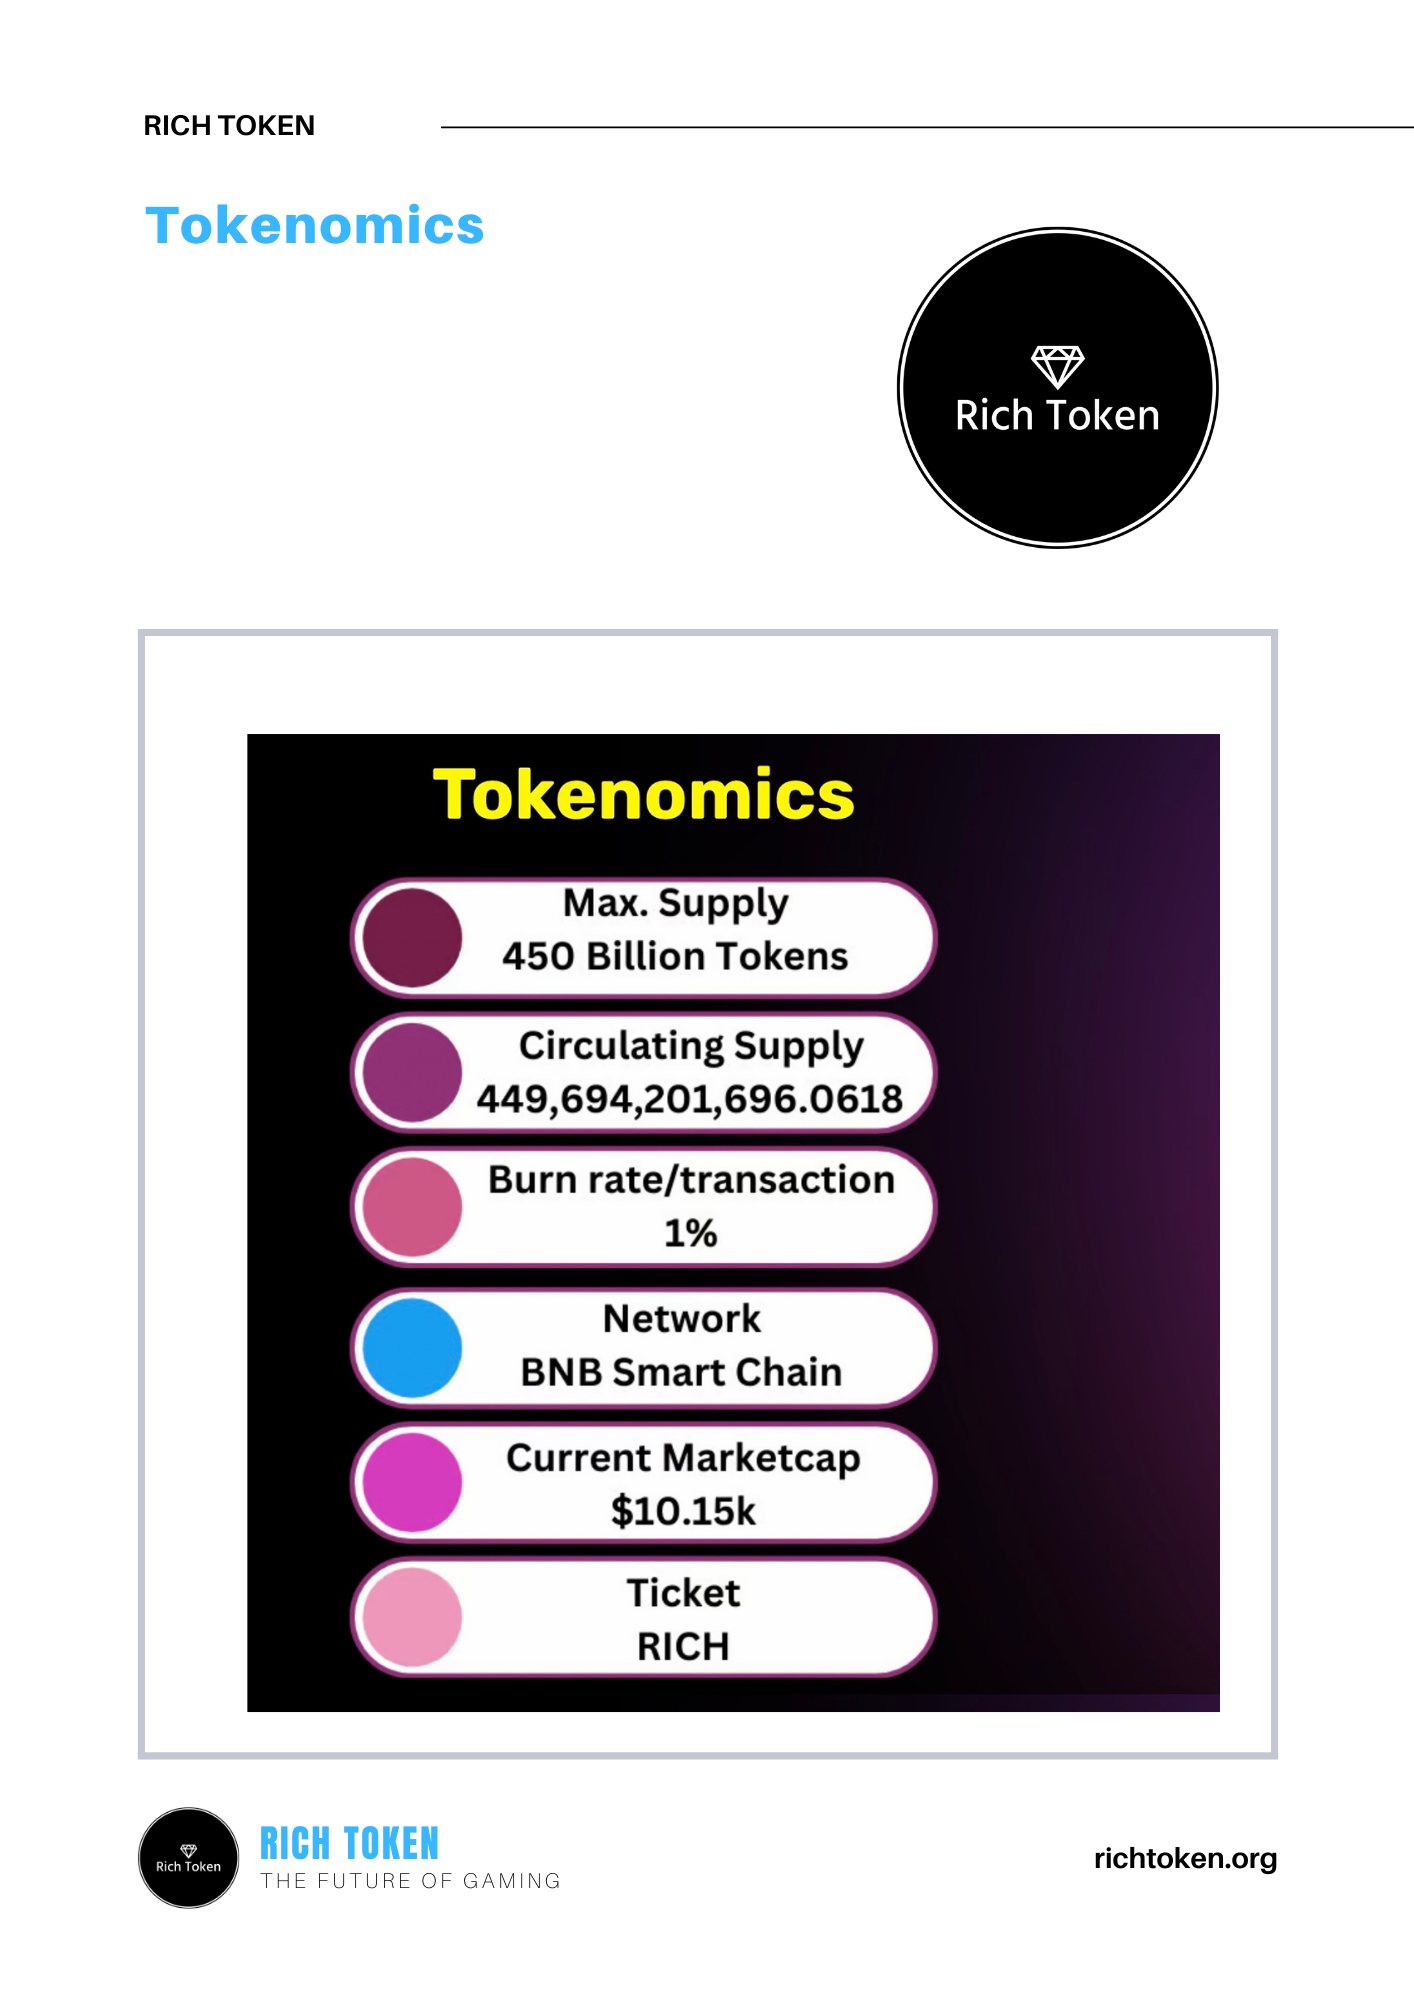 RICH TOKEN
Tokenomics
Rich Token
Tokenomics
Max. Supply
450 Billion Tokens
Circulating Supply
449,694,201,696.0618
Burn rate/transaction
1%
Network
BNB Smart Chain
Current Marketcap
$10.15k
Ticket
RICH
Rich Token
RICH TOKEN
THE FUTURE OF GAMING
richtoken.org